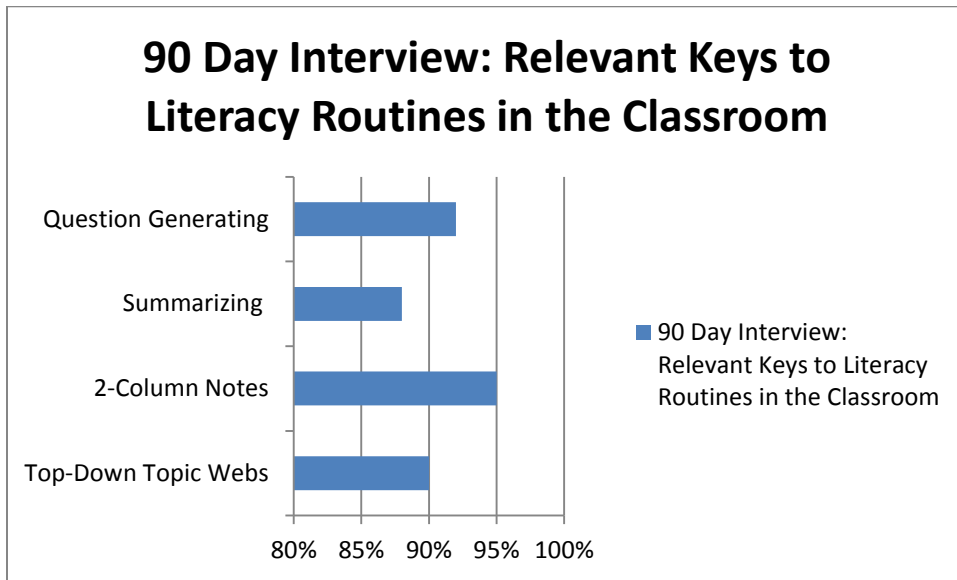 90 Day Interview: Relevant Keys to
Literacy Routines in the Classroom
Question Generating
Summarizing
2-Column Notes
Top-Down Topic Webs
80% 85% 90% 95% 100%
90 Day Interview:
Relevant Keys to Literacy
Routines in the Classroom